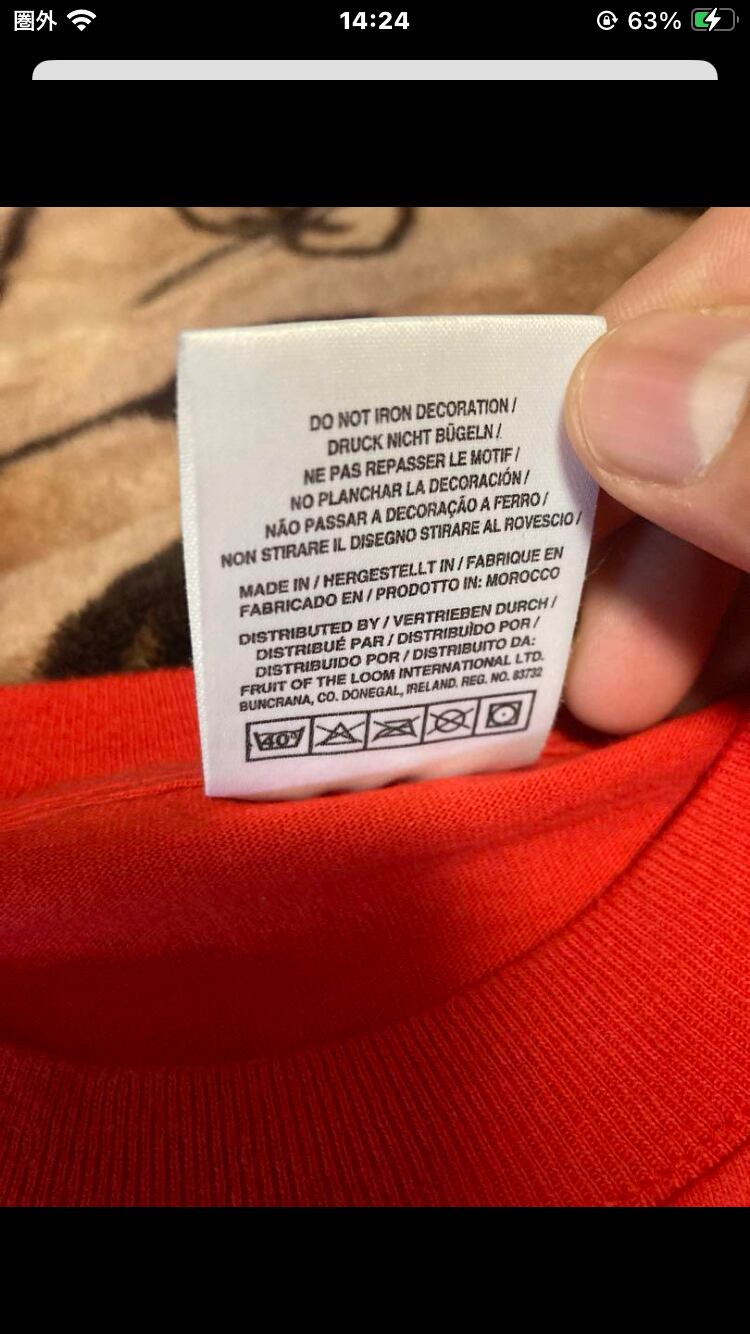 圏外 14:24 63%
DO NOT IRON DECORATION /
DRUCK NICHT BÜGELN /
NE PAS REPASSER LE MOTIF /
NO PLANCHAR LA DECORACIÓN /
NÃO PASSAR A DECORAÇÃO A FERRO /
NON STIRARE IL DISEGNO STIRARE AL ROVESCIO /
MADE IN / HERGESTELLT IN / FABRIQUE EN
FABRICADO EN / PRODOTTO IN: MOROCCO
DISTRIBUTED BY / VERTRIEBEN DURCH /
DISTRIBUÉ PAR / DISTRIBUÌDO POR /
DISTRIBUIDO POR / DISTRIBUITO DA:
FRUIT OF THE LOOM INTERNATIONAL LTD.
BUNCRANA, CO. DONEGAL, IRELAND. REG. NO. 83732
40°